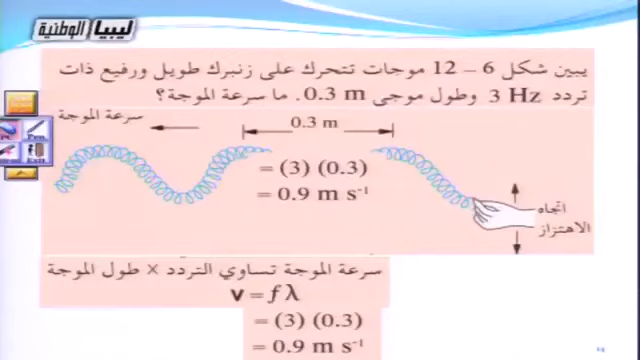 ليبيا الوطنية
يبين شكل 6 – 12 موجات تتحرك على زنبرك طويل ورفيع ذات
تردد 3 Hz وطول موجى 0.3 m. ما سرعة الموجة؟
سرعة الموجة
0.3 m
= (3) (0.3)
= 0.9 m s⁻¹
اتجاه
الاهتزاز
سرعة الموجة تساوي التردد × طول الموجة
v = f λ
= (3) (0.3)
= 0.9 m s⁻¹